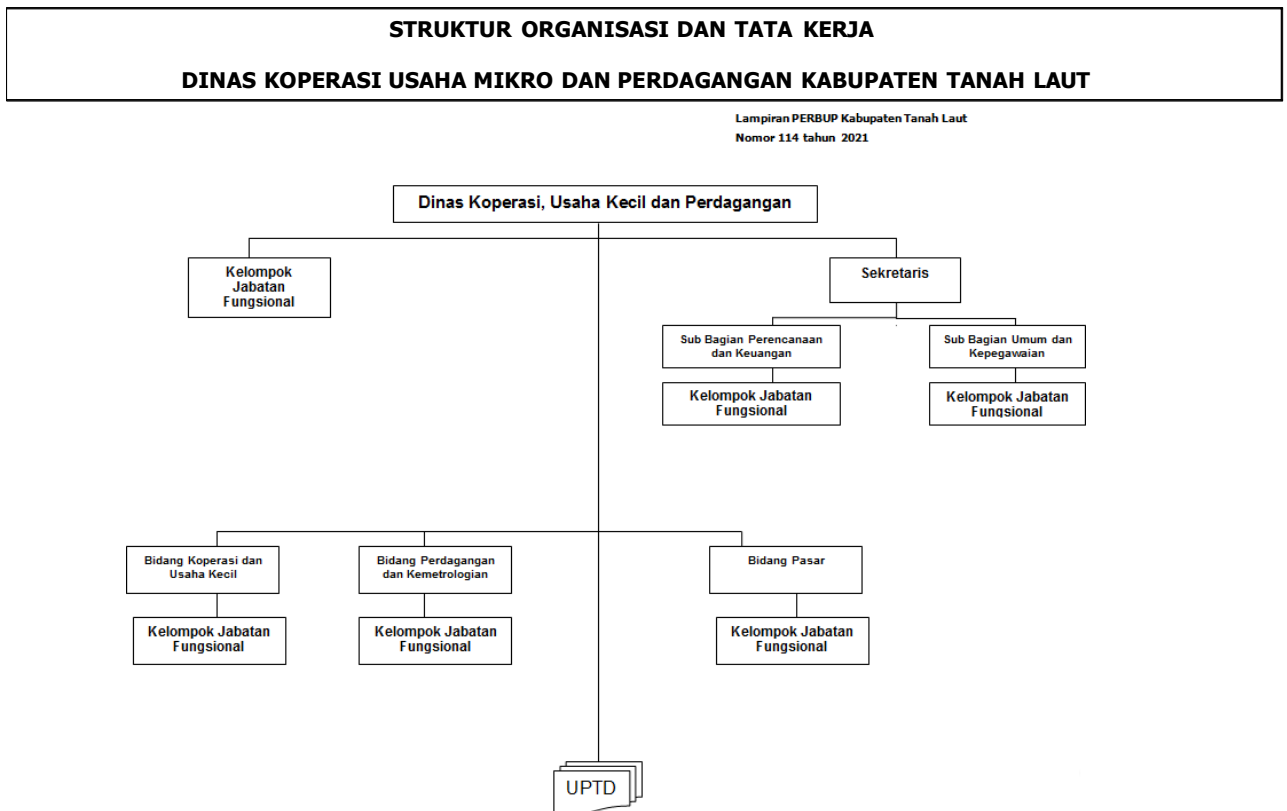 STRUKTUR ORGANISASI DAN TATA KERJA
DINAS KOPERASI USAHA MIKRO DAN PERDAGANGAN KABUPATEN TANAH LAUT
Lampiran PERBUP Kabupaten Tanah Laut
Nomor 114 tahun 2021
Dinas Koperasi, Usaha Kecil dan Perdagangan
Kelompok
Jabatan
Fungsional
Sekretaris
Sub Bagian Perencanaan
dan Keuangan
Sub Bagian Umum dan
Kepegawaian
Kelompok Jabatan
Fungsional
Kelompok Jabatan
Fungsional
Bidang Koperasi dan
Usaha Kecil
Bidang Perdagangan
dan Kemetrologian
Bidang Pasar
Kelompok Jabatan
Fungsional
Kelompok Jabatan
Fungsional
Kelompok Jabatan
Fungsional
UPTD